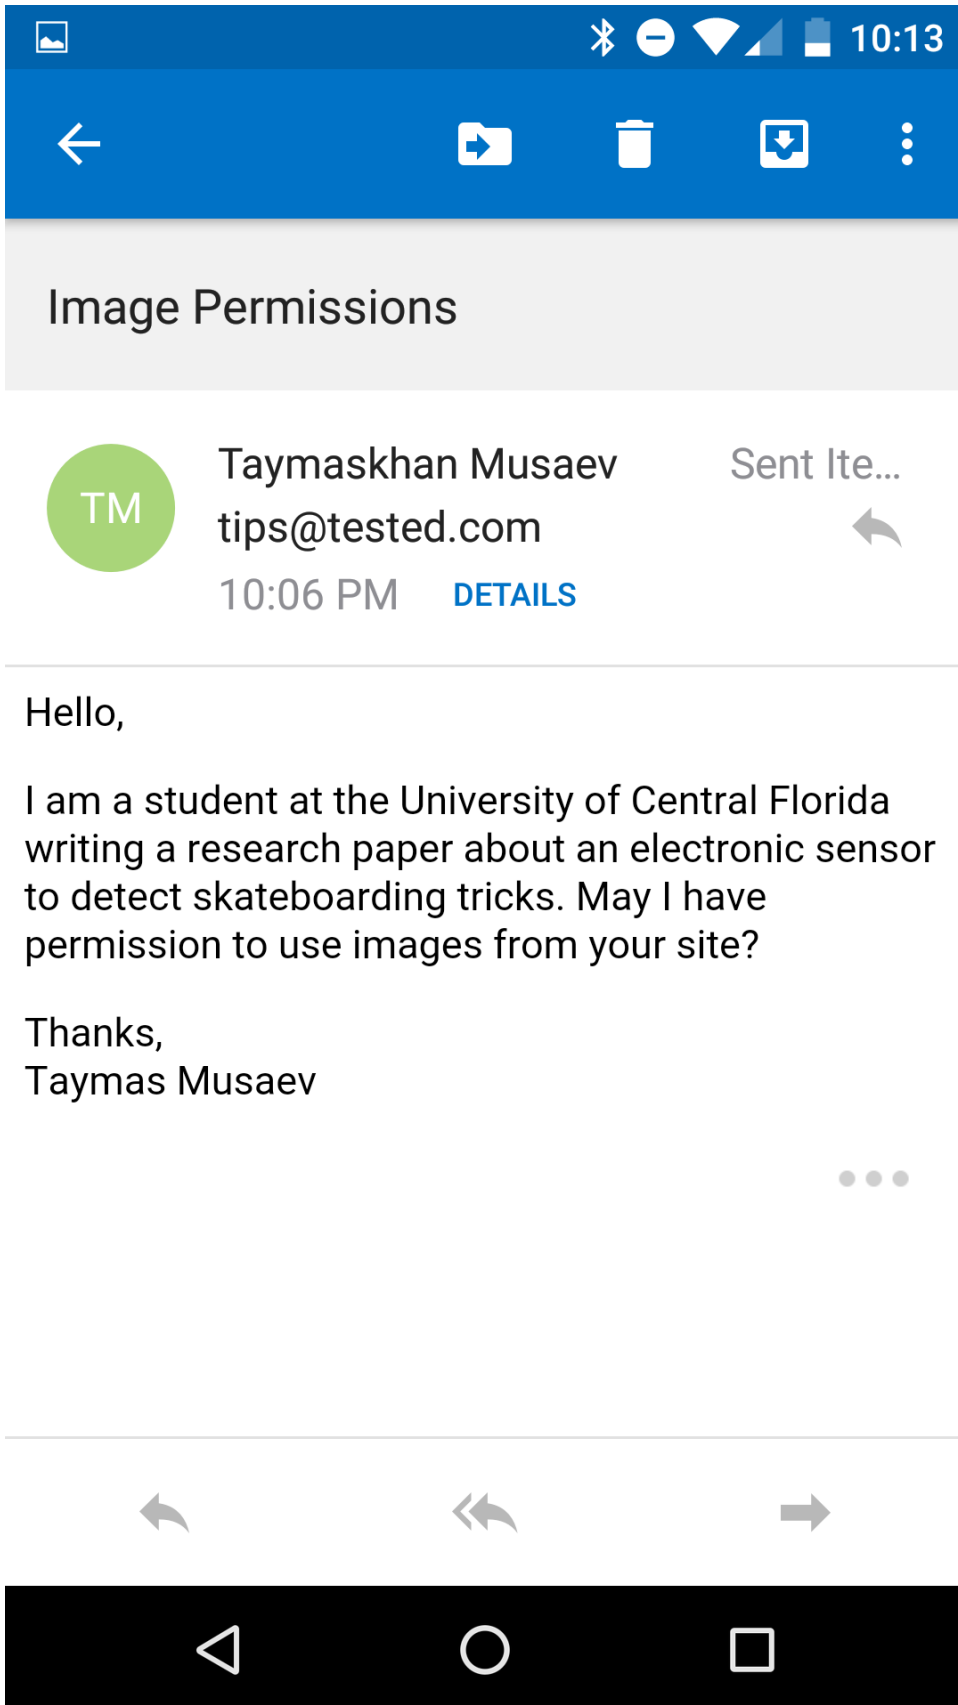 10:13
Image Permissions
Taymaskhan Musaev
Sent Ite...
TM
tips@tested.com
10:06 PM DETAILS
Hello,
I am a student at the University of Central Florida
writing a research paper about an electronic sensor
to detect skateboarding tricks. May I have
permission to use images from your site?
Thanks,
Taymas Musaev